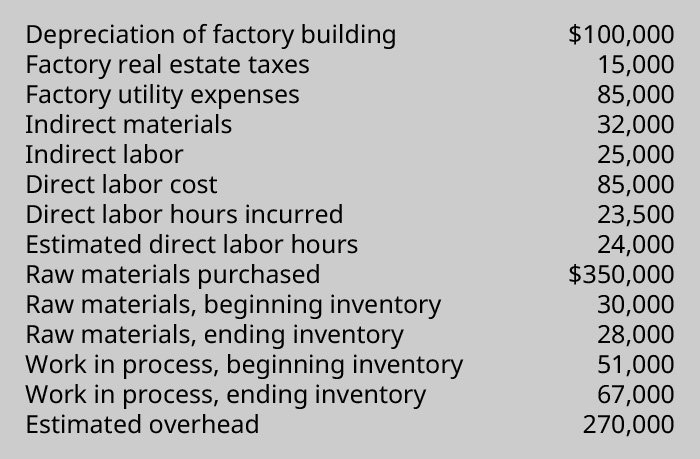 Depreciation of factory building $100,000
Factory real estate taxes 15,000
Factory utility expenses 85,000
Indirect materials 32,000
Indirect labor 25,000
Direct labor cost 85,000
Direct labor hours incurred 23,500
Estimated direct labor hours 24,000
Raw materials purchased $350,000
Raw materials, beginning inventory 30,000
Raw materials, ending inventory 28,000
Work in process, beginning inventory 51,000
Work in process, ending inventory 67,000
Estimated overhead 270,000